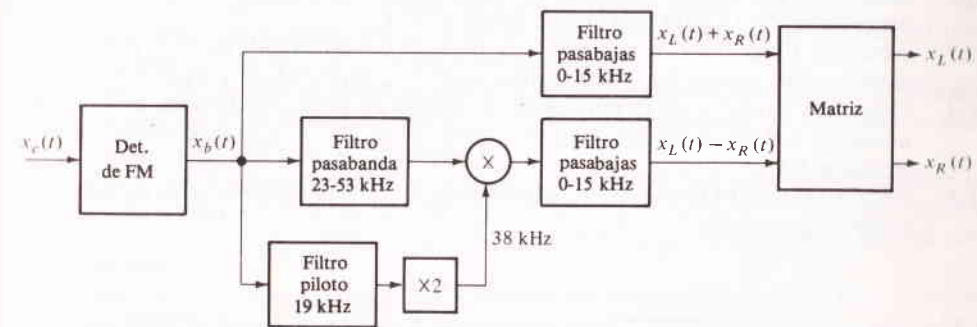 Filtro
pasabajas
0-15 kHz
x_L(t) + x_R(t)
x_L(t)
Matriz
x_c(t)
Det.
de FM
x_b(t)
Filtro
pasabanda
23-53 kHz
X
Filtro
pasabajas
0-15 kHz
x_L(t) − x_R(t)
x_R(t)
38 kHz
Filtro
piloto
19 kHz
X2